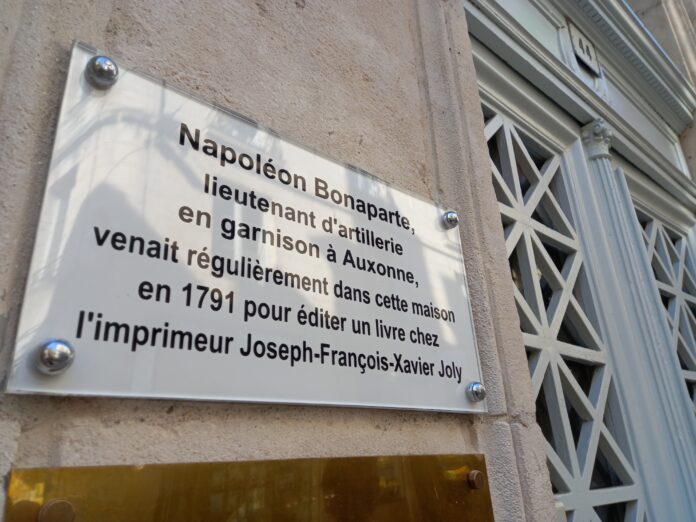 Napoléon Bonaparte,
lieutenant d'artillerie
en garnison à Auxonne,
venait régulièrement dans cette maison
en 1791 pour éditer un livre chez
l'imprimeur Joseph-François-Xavier Joly